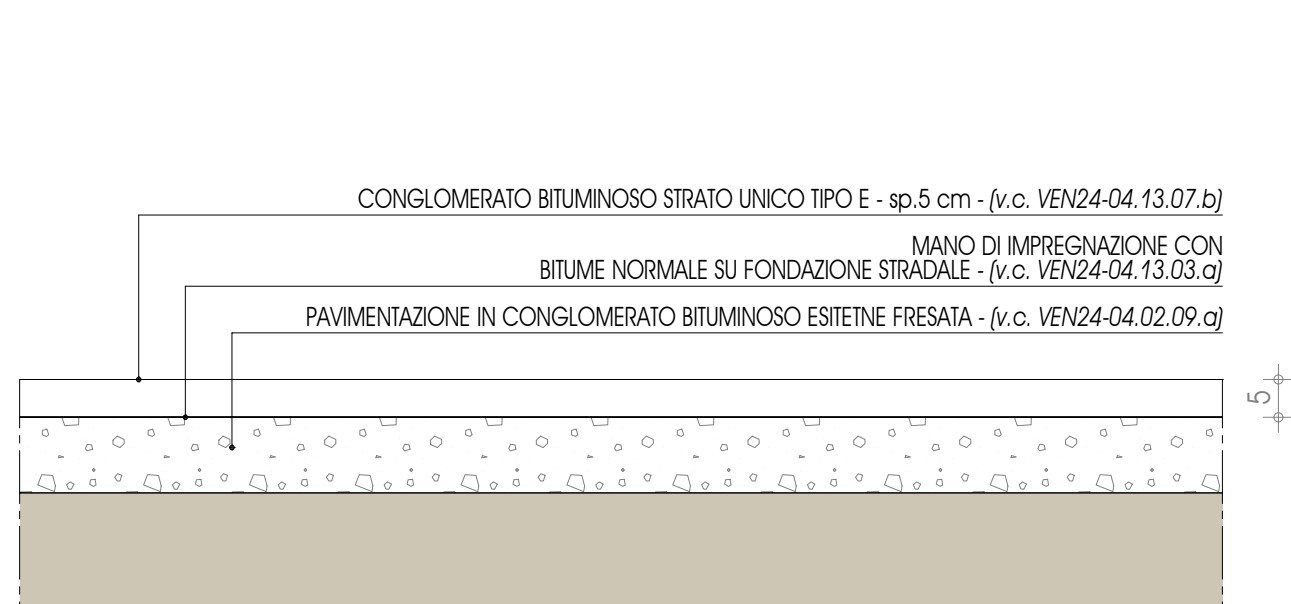 CONGLOMERATO BITUMINOSO STRATO UNICO TIPO E - sp.5 cm - (v.c. VEN24-04.13.07.b)
MANO DI IMPREGNAZIONE CON
BITUME NORMALE SU FONDAZIONE STRADALE - (v.c. VEN24-04.13.03.a)
PAVIMENTAZIONE IN CONGLOMERATO BITUMINOSO ESITETNE FRESATA - (v.c. VEN24-04.02.09.a)
5